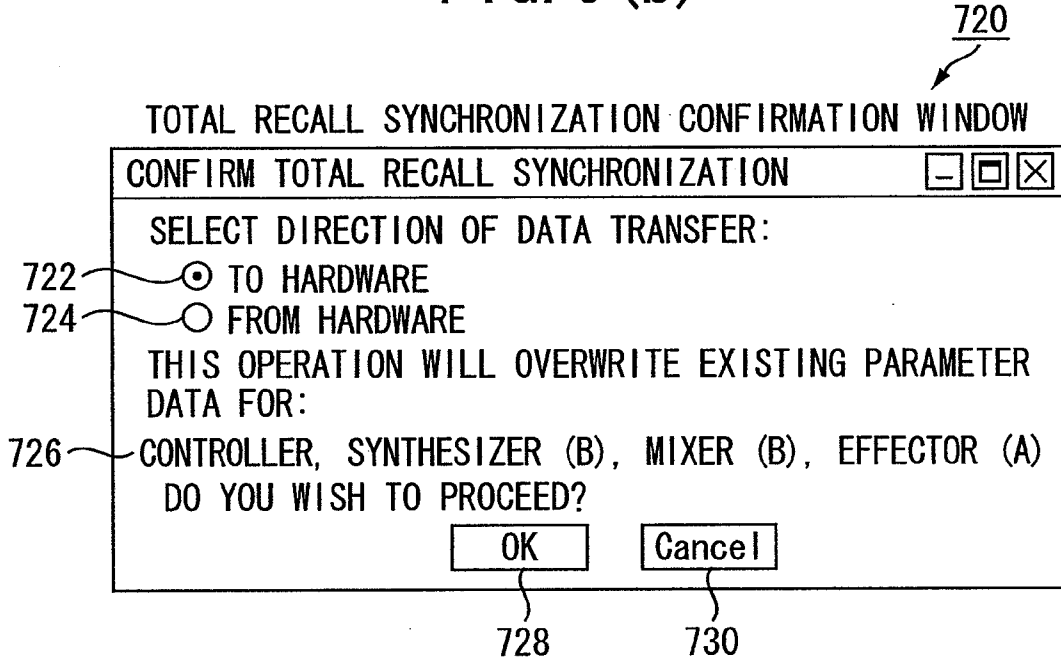 720
TOTAL RECALL SYNCHRONIZATION CONFIRMATION WINDOW
CONFIRM TOTAL RECALL SYNCHRONIZATION
SELECT DIRECTION OF DATA TRANSFER:
722 TO HARDWARE
724 FROM HARDWARE
THIS OPERATION WILL OVERWRITE EXISTING PARAMETER
DATA FOR:
726 CONTROLLER, SYNTHESIZER (B), MIXER (B), EFFECTOR (A)
DO YOU WISH TO PROCEED?
OK Cancel
728 730